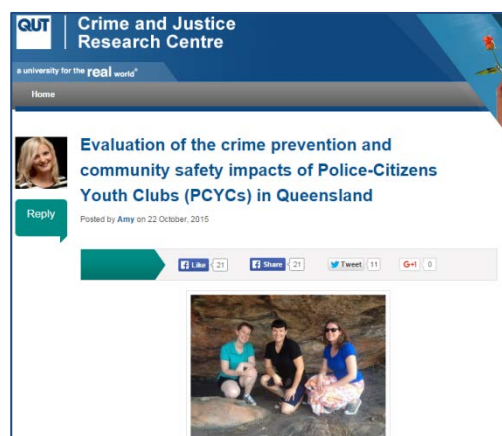 QUT
Crime and Justice
Research Centre
a university for the real world®
Home
Evaluation of the crime prevention and
community safety impacts of Police-Citizens
Youth Clubs (PCYCs) in Queensland
Reply
Posted by Amy on 22 October, 2015
Like 21
Share 21
Tweet 11
G+1 0